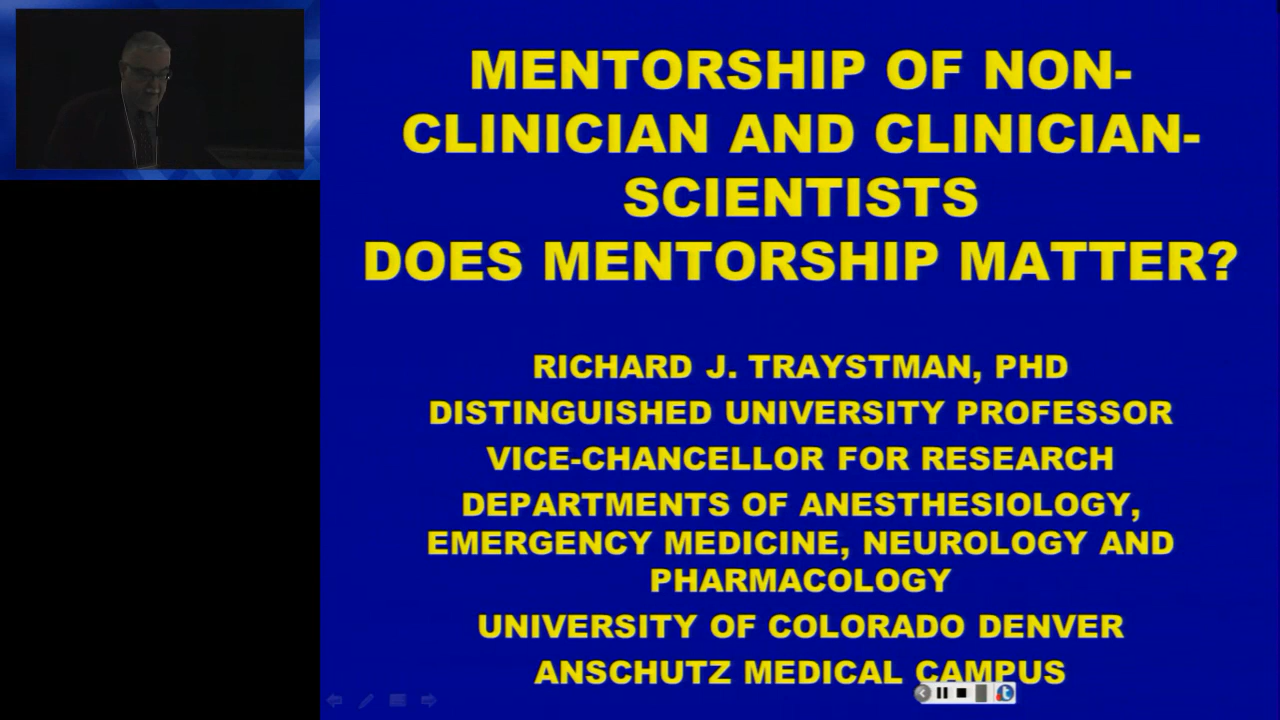 MENTORSHIP OF NON-
CLINICIAN AND CLINICIAN-
SCIENTISTS
DOES MENTORSHIP MATTER?
RICHARD J. TRAYSTMAN, PHD
DISTINGUISHED UNIVERSITY PROFESSOR
VICE-CHANCELLOR FOR RESEARCH
DEPARTMENTS OF ANESTHESIOLOGY,
EMERGENCY MEDICINE, NEUROLOGY AND
PHARMACOLOGY
UNIVERSITY OF COLORADO DENVER
ANSCHUTZ MEDICAL CAMPUS